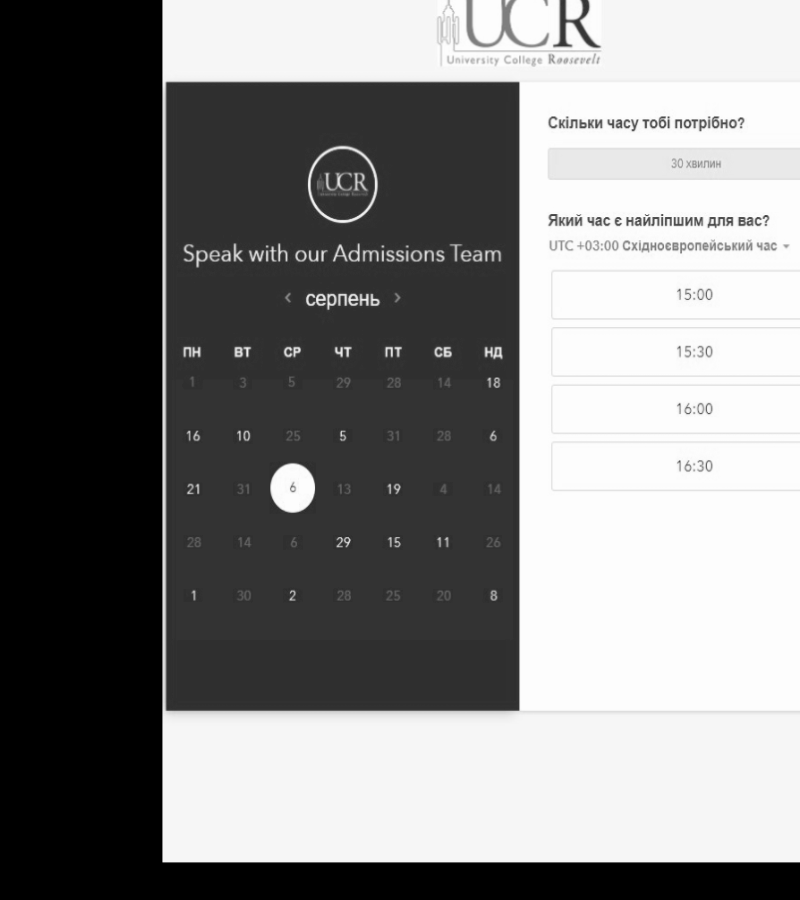 UCR
University College Roosevelt
UCR
Speak with our Admissions Team
‹ серпень ›
ПН ВТ СР ЧТ ПТ СБ НД
1 3 5 29 28 14 18
16 10 25 5 31 28 6
21 31 6 13 19 4 14
28 14 6 29 15 11 26
1 30 2 28 25 20 8
Скільки часу тобі потрібно?
30 хвилин
Який час є найліпшим для вас?
UTC +03:00 Східноєвропейський час
15:00
15:30
16:00
16:30